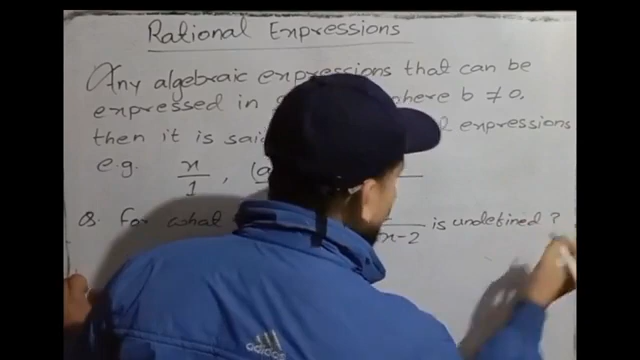 Rational Expressions
Any algebraic expressions that can be
expressed in where b ≠ 0.
then it is said expressions
e.g. x/1 , (a
Q. For what x-2 is undefined ?
adidas